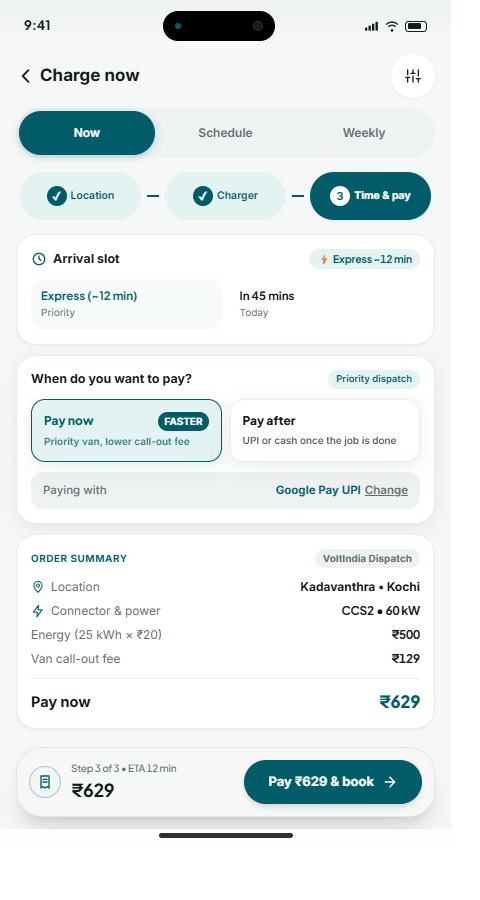 9:41
Charge now
Now Schedule Weekly
Location Charger 3 Time & pay
Arrival slot Express ~12 min
Express (~12 min) In 45 mins
Priority Today
When do you want to pay? Priority dispatch
Pay now FASTER Pay after
Priority van, lower call-out fee UPI or cash once the job is done
Paying with Google Pay UPI Change
ORDER SUMMARY VoltIndia Dispatch
Location Kadavanthra • Kochi
Connector & power CCS2 • 60 kW
Energy (25 kWh × ₹20) ₹500
Van call-out fee ₹129
Pay now ₹629
Step 3 of 3 • ETA 12 min
₹629 Pay ₹629 & book →